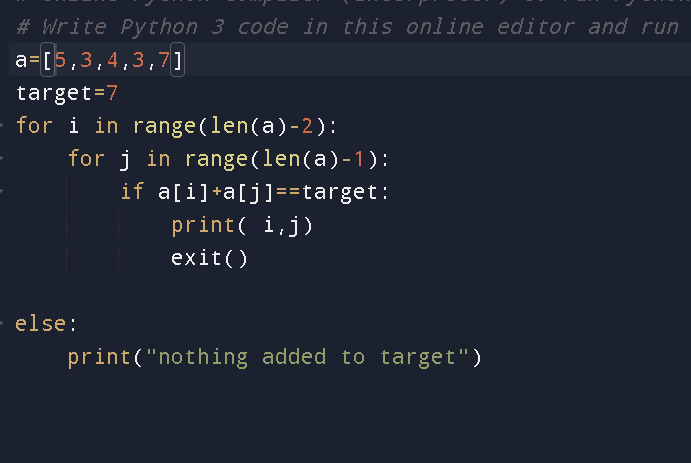 # Online Python compiler (interpreter) to run Python
# Write Python 3 code in this online editor and run
a=[5,3,4,3,7]
target=7
for i in range(len(a)-2):
    for j in range(len(a)-1):
        if a[i]+a[j]==target:
            print( i,j)
            exit()
else:
    print("nothing added to target")